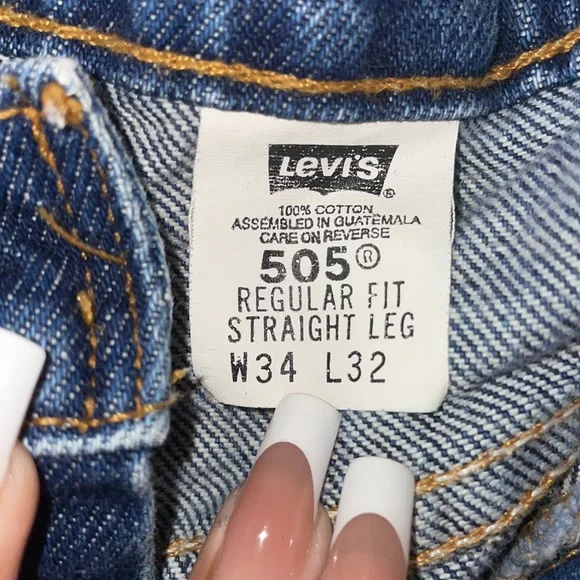 Levi's ®
100% COTTON
ASSEMBLED IN GUATEMALA
CARE ON REVERSE
505®
REGULAR FIT
STRAIGHT LEG
W34 L32